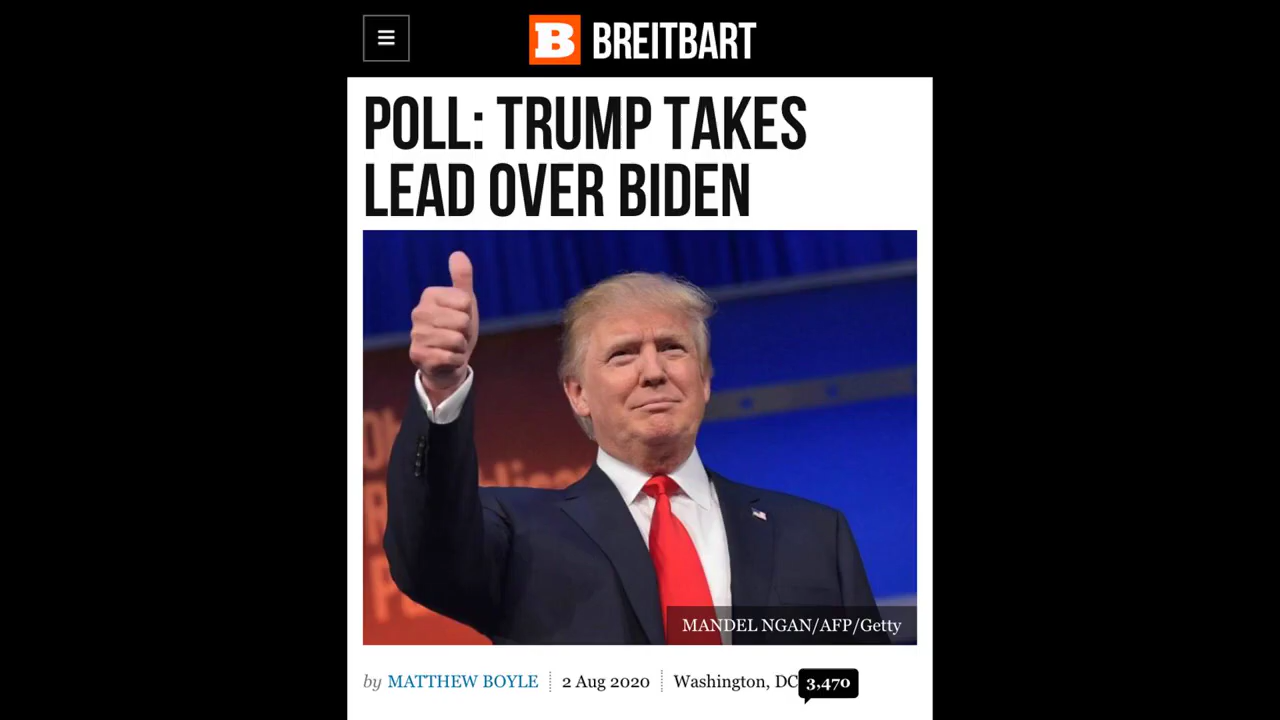 B BREITBART
POLL: TRUMP TAKES
LEAD OVER BIDEN
MANDEL NGAN/AFP/Getty
by MATTHEW BOYLE 2 Aug 2020 Washington, DC 3,470